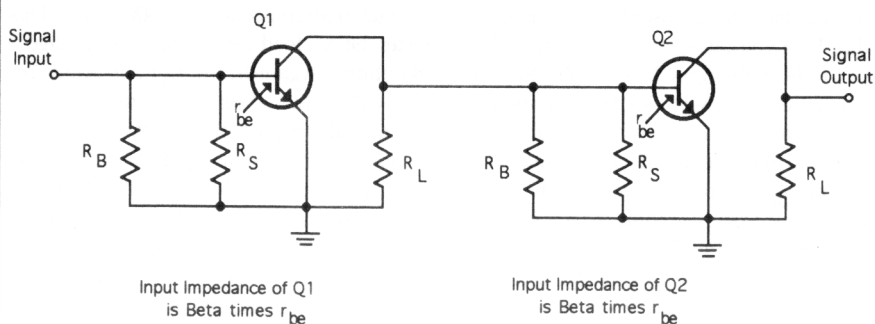 Q1
Signal
Input
r
be
R
B
R
S
R
L
Q2
Signal
Output
r
be
R
B
R
S
R
L
Input Impedance of Q1
is Beta times r be
Input Impedance of Q2
is Beta times r be